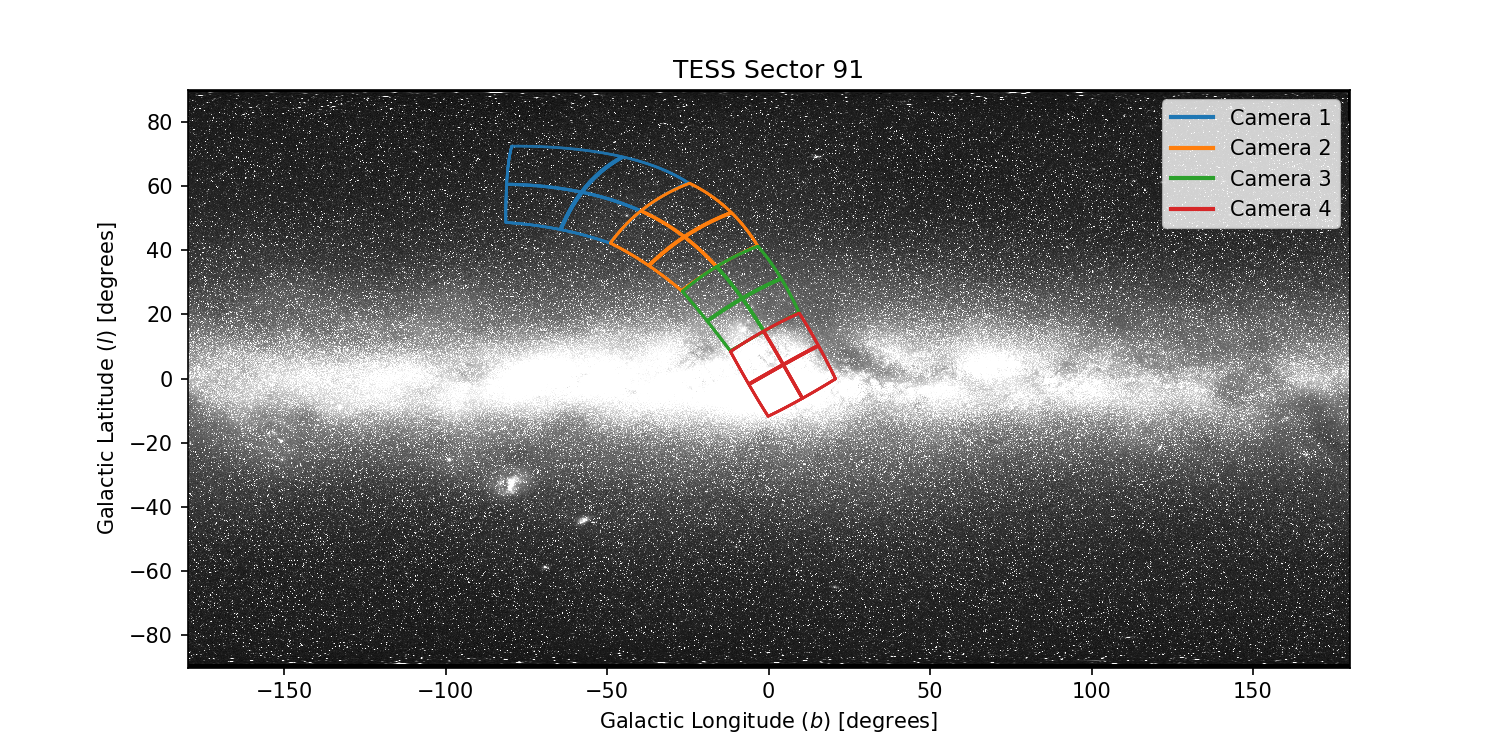 TESS Sector 91
Camera 1
Camera 2
Camera 3
Camera 4
Galactic Latitude (l) [degrees]
80
60
40
20
0
−20
−40
−60
−80
−150
−100
−50
0
50
100
150
Galactic Longitude (b) [degrees]